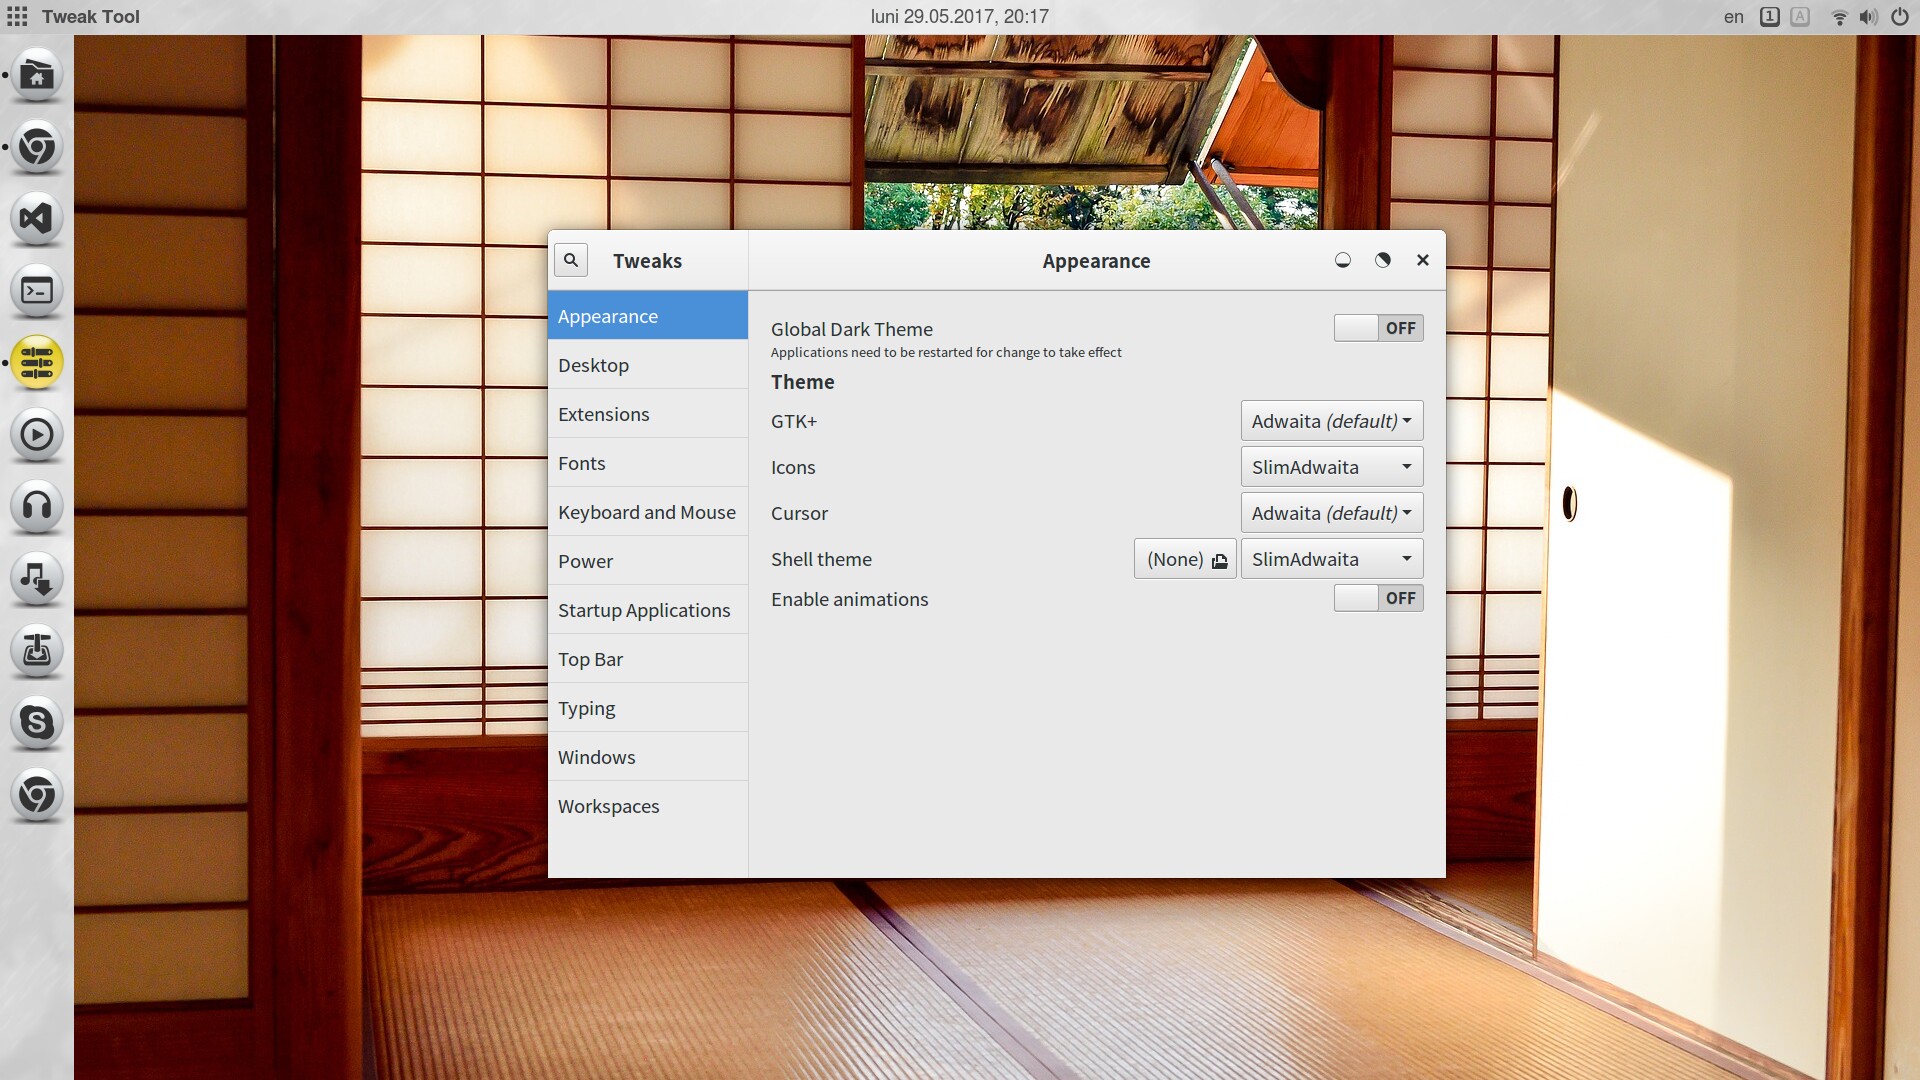 Tweak Tool
luni 29.05.2017, 20:17
en 1 A
Tweaks
Appearance
Appearance
Desktop
Extensions
Fonts
Keyboard and Mouse
Power
Startup Applications
Top Bar
Typing
Windows
Workspaces
Global Dark Theme OFF
Applications need to be restarted for change to take effect
Theme
GTK+ Adwaita (default)
Icons SlimAdwaita
Cursor Adwaita (default)
Shell theme (None) SlimAdwaita
Enable animations OFF